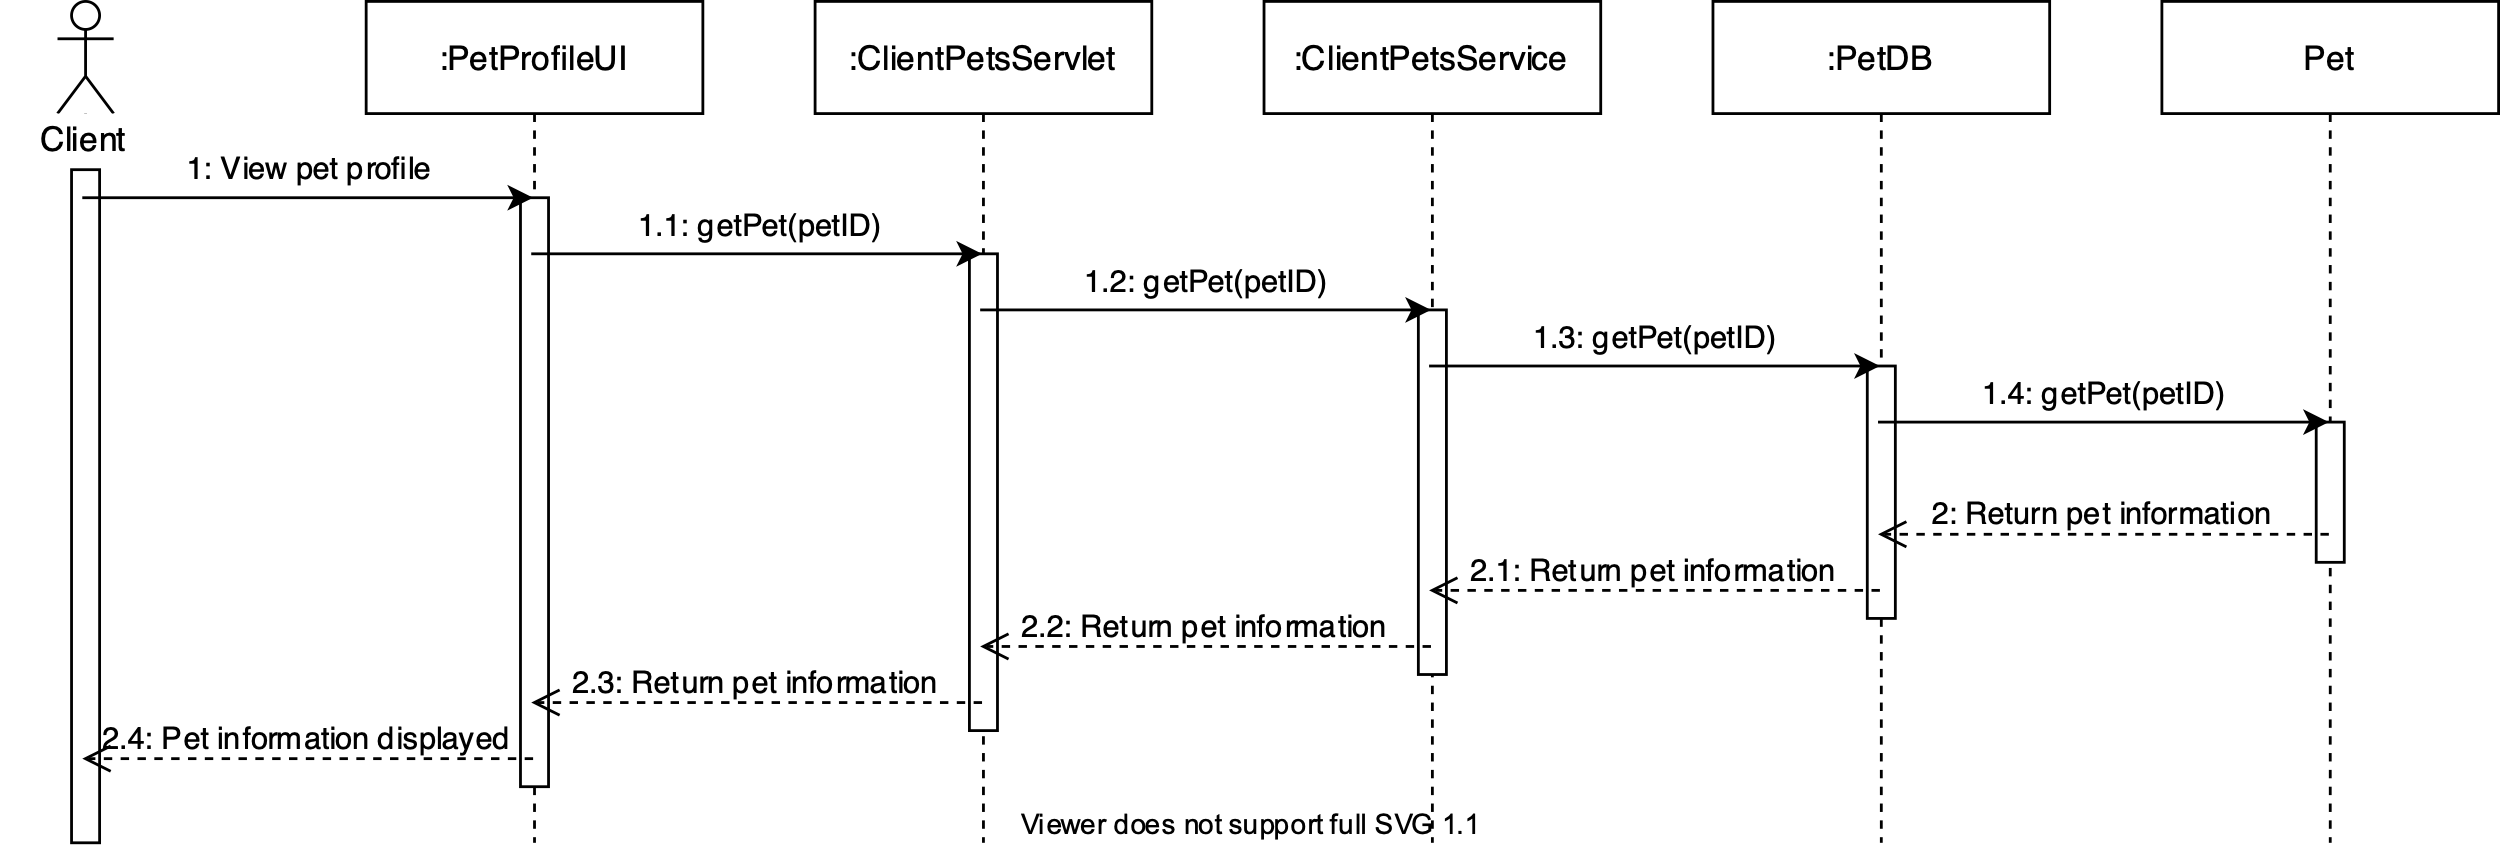 :PetProfileUI
:ClientPetsServlet
:ClientPetsService
:PetDB
Pet
Client
1: View pet profile
1.1: getPet(petID)
1.2: getPet(petID)
1.3: getPet(petID)
1.4: getPet(petID)
2: Return pet information
2.1: Return pet information
2.2: Return pet information
2.3: Return pet information
2.4: Pet information displayed
Viewer does not support full SVG 1.1